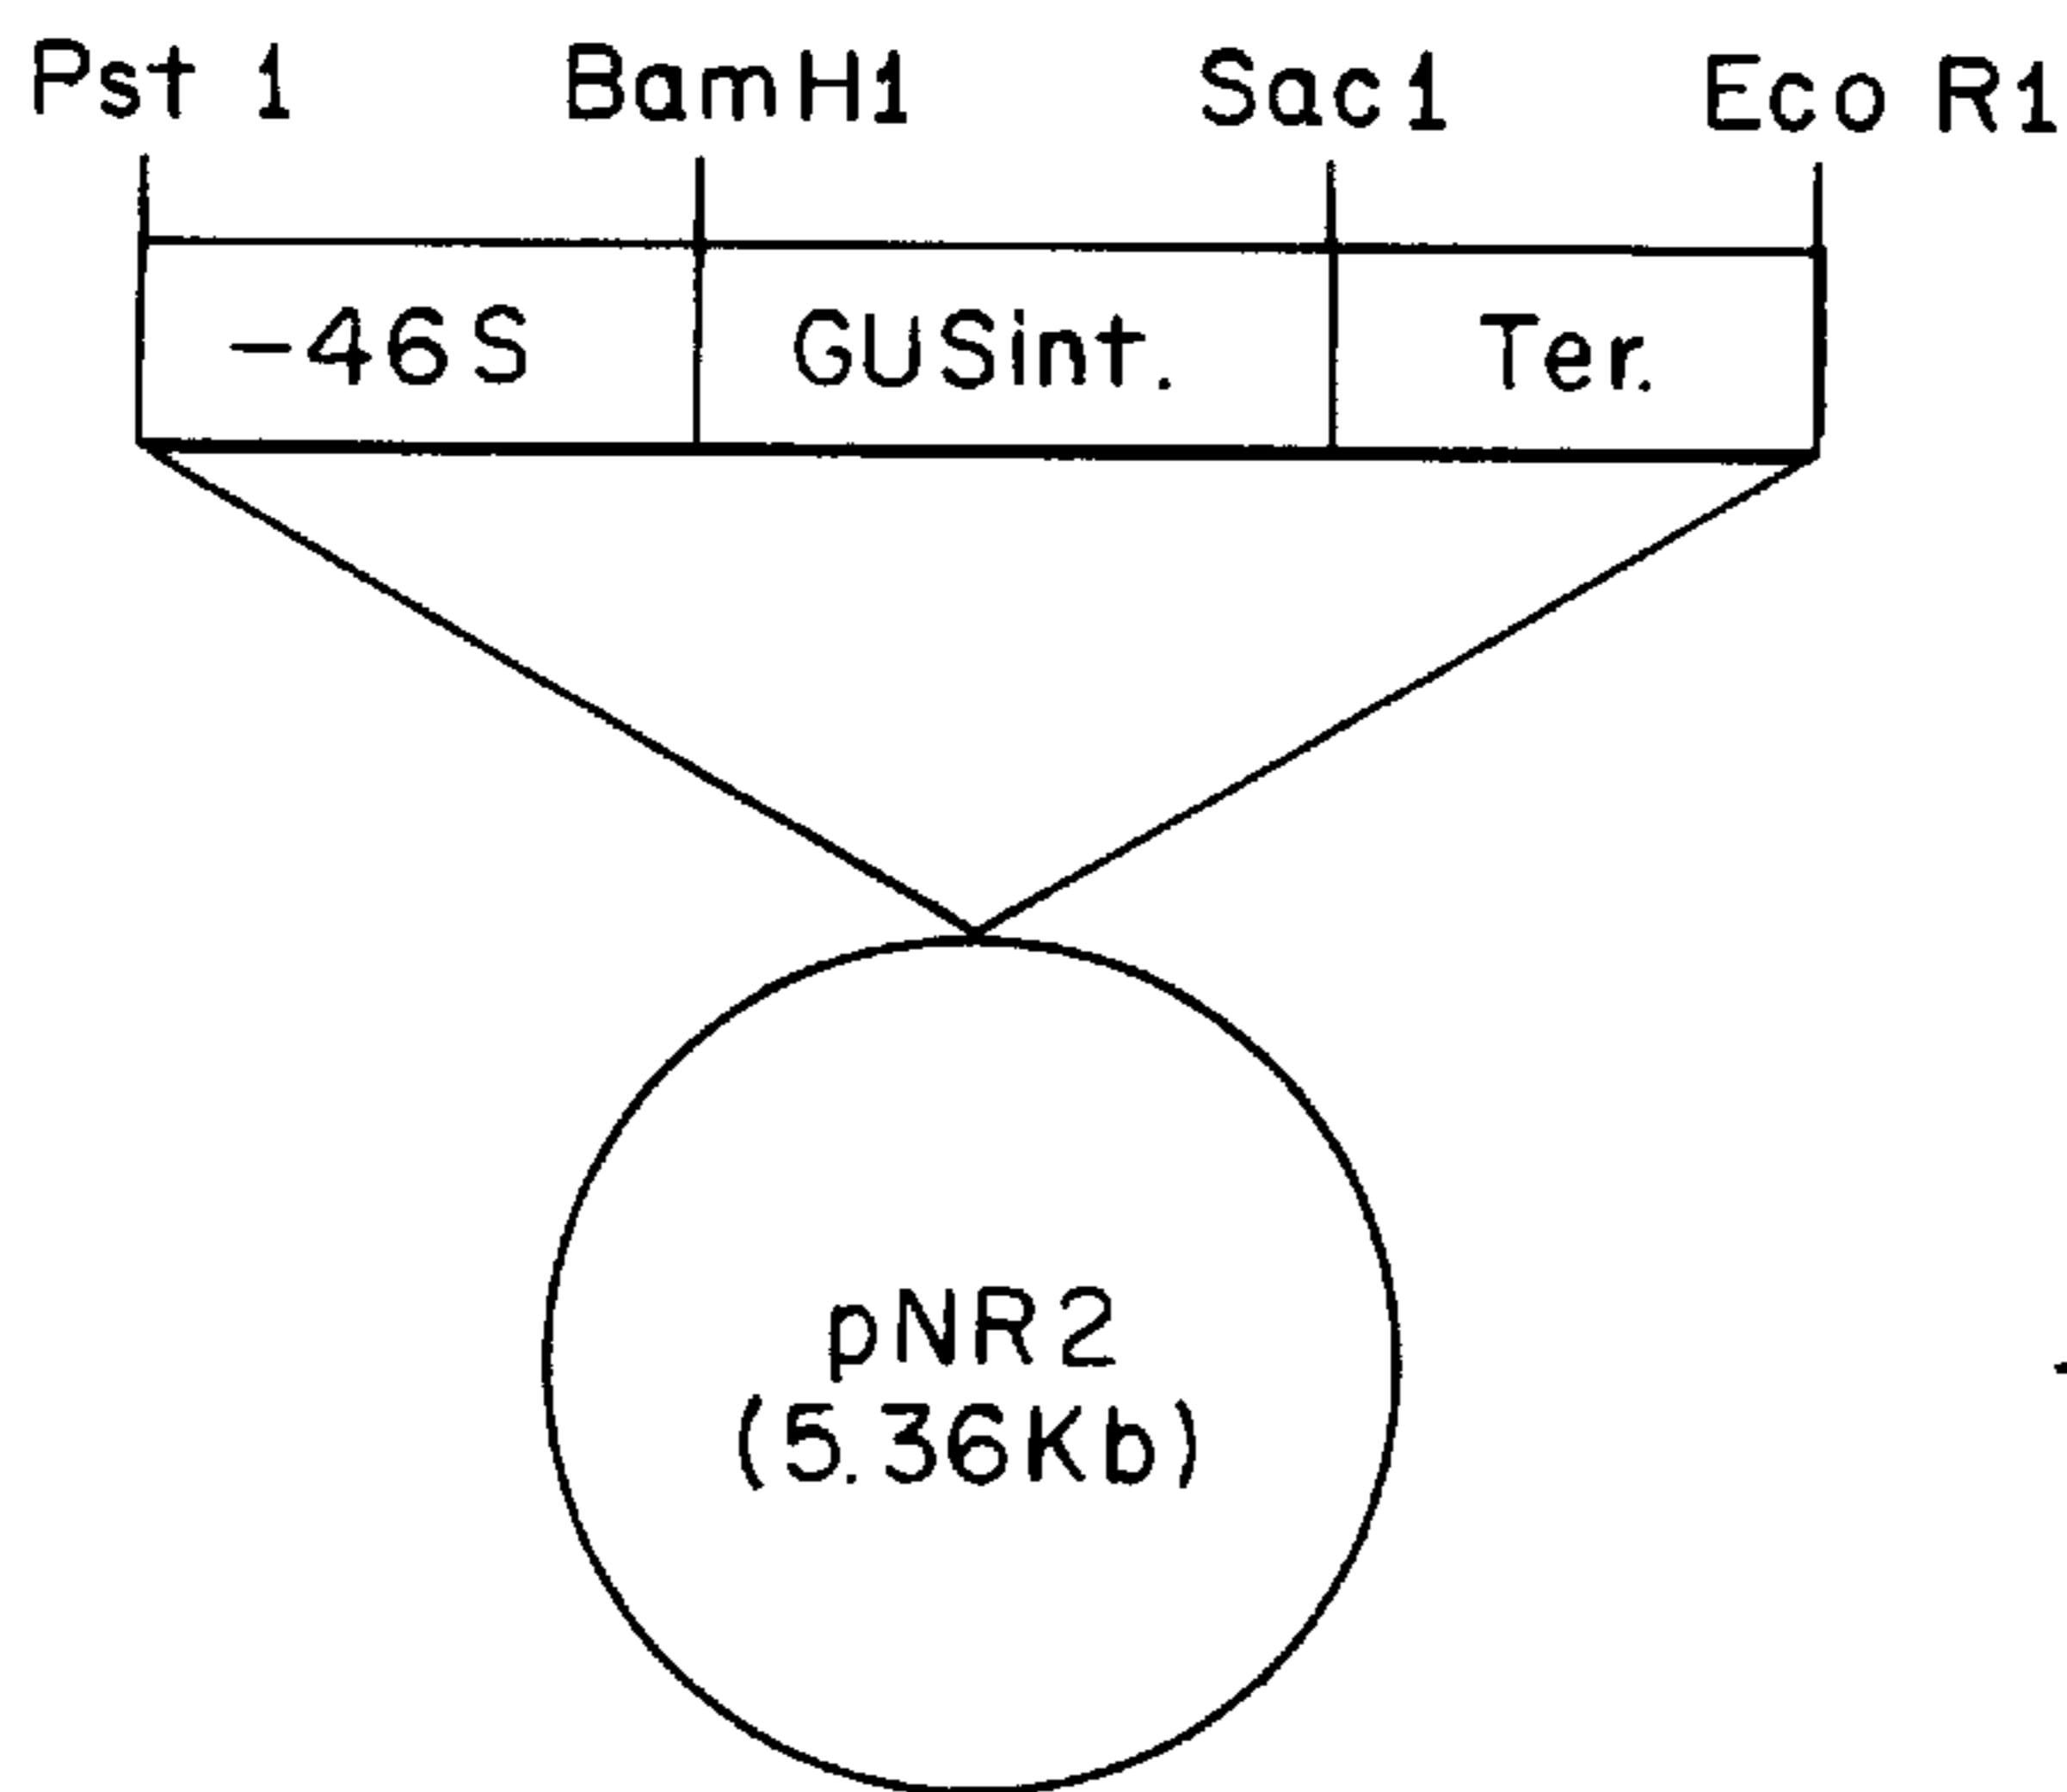 Pst 1 BamH1 Sac1 Eco R1
-46S GUSint. Ter.
pNR2
(5.36Kb)